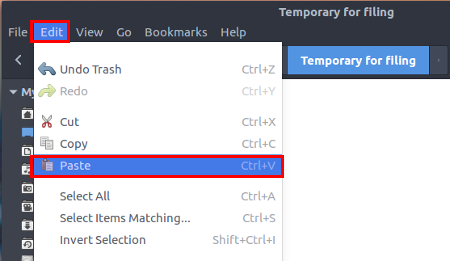 Temporary for filing
File Edit View Go Bookmarks Help
Temporary for filing
Undo Trash Ctrl+Z
Redo Ctrl+Y
Cut Ctrl+X
Copy Ctrl+C
Paste Ctrl+V
Select All Ctrl+A
Select Items Matching... Ctrl+S
Invert Selection Shift+Ctrl+I